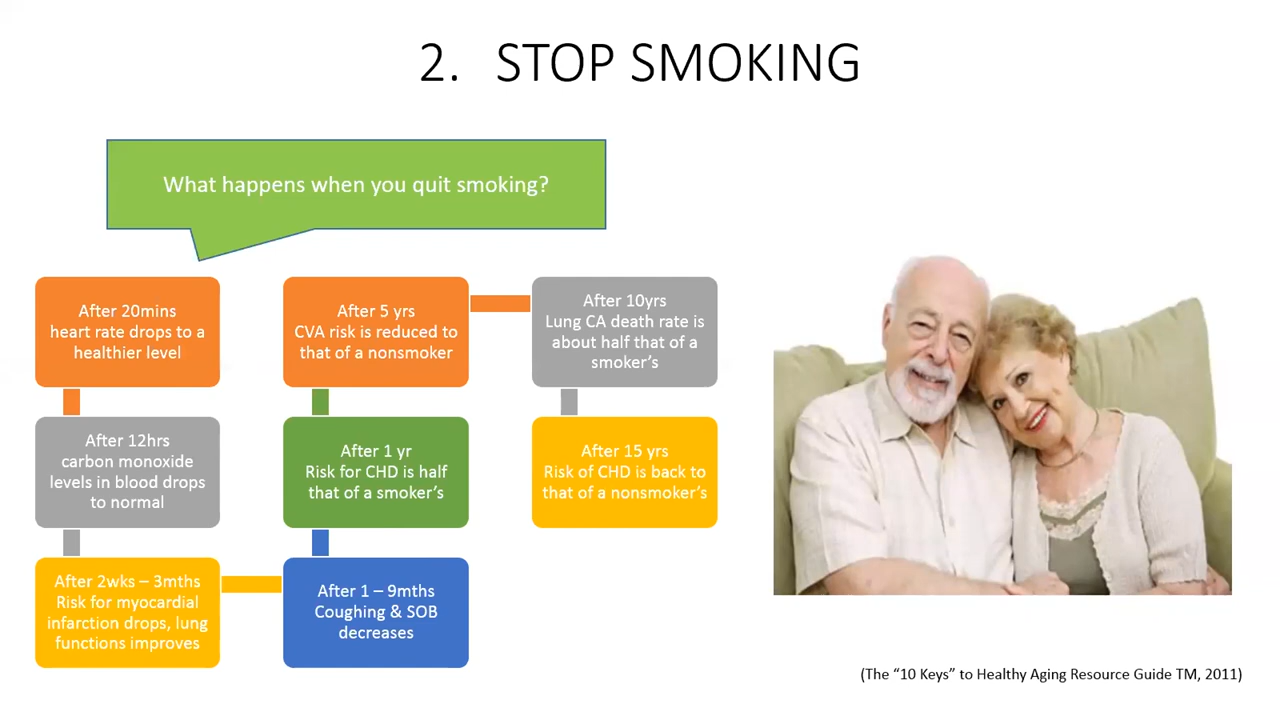 2. STOP SMOKING
What happens when you quit smoking?
After 20mins
heart rate drops to a
healthier level
After 12hrs
carbon monoxide
levels in blood drops
to normal
After 2wks – 3mths
Risk for myocardial
infarction drops, lung
functions improves
After 1 – 9mths
Coughing & SOB
decreases
After 1 yr
Risk for CHD is half
that of a smoker’s
After 5 yrs
CVA risk is reduced to
that of a nonsmoker
After 10yrs
Lung CA death rate is
about half that of a
smoker’s
After 15 yrs
Risk of CHD is back to
that of a nonsmoker’s
(The “10 Keys” to Healthy Aging Resource Guide TM, 2011)